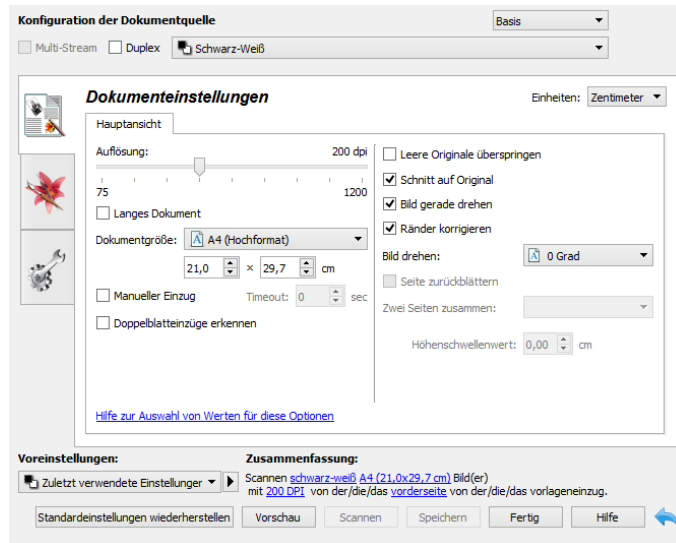 Konfiguration der Dokumentquelle
Basis
Multi-Stream
Duplex
Schwarz-Weiß
Dokumenteinstellungen
Einheiten: Zentimeter
Hauptansicht
Auflösung: 200 dpi
75 1200
Langes Dokument
Dokumentgröße: A4 (Hochformat)
21,0 × 29,7 cm
Manueller Einzug Timeout: 0 sec
Doppelblatteinzüge erkennen
Leere Originale überspringen
Schnitt auf Original
Bild gerade drehen
Ränder korrigieren
Bild drehen: 0 Grad
Seite zurückblättern
Zwei Seiten zusammen:
Höhenschwellenwert: 0,00 cm
Hilfe zur Auswahl von Werten für diese Optionen
Voreinstellungen:
Zuletzt verwendete Einstellunger
Zusammenfassung:
Scannen schwarz-weiß A4 (21,0x29,7 cm) Bild(er)
mit 200 DPI von der/die/das vorderseite von der/die/das vorlageneinzug.
Standardeinstellungen wiederherstellen
Vorschau
Scannen
Speichern
Fertig
Hilfe